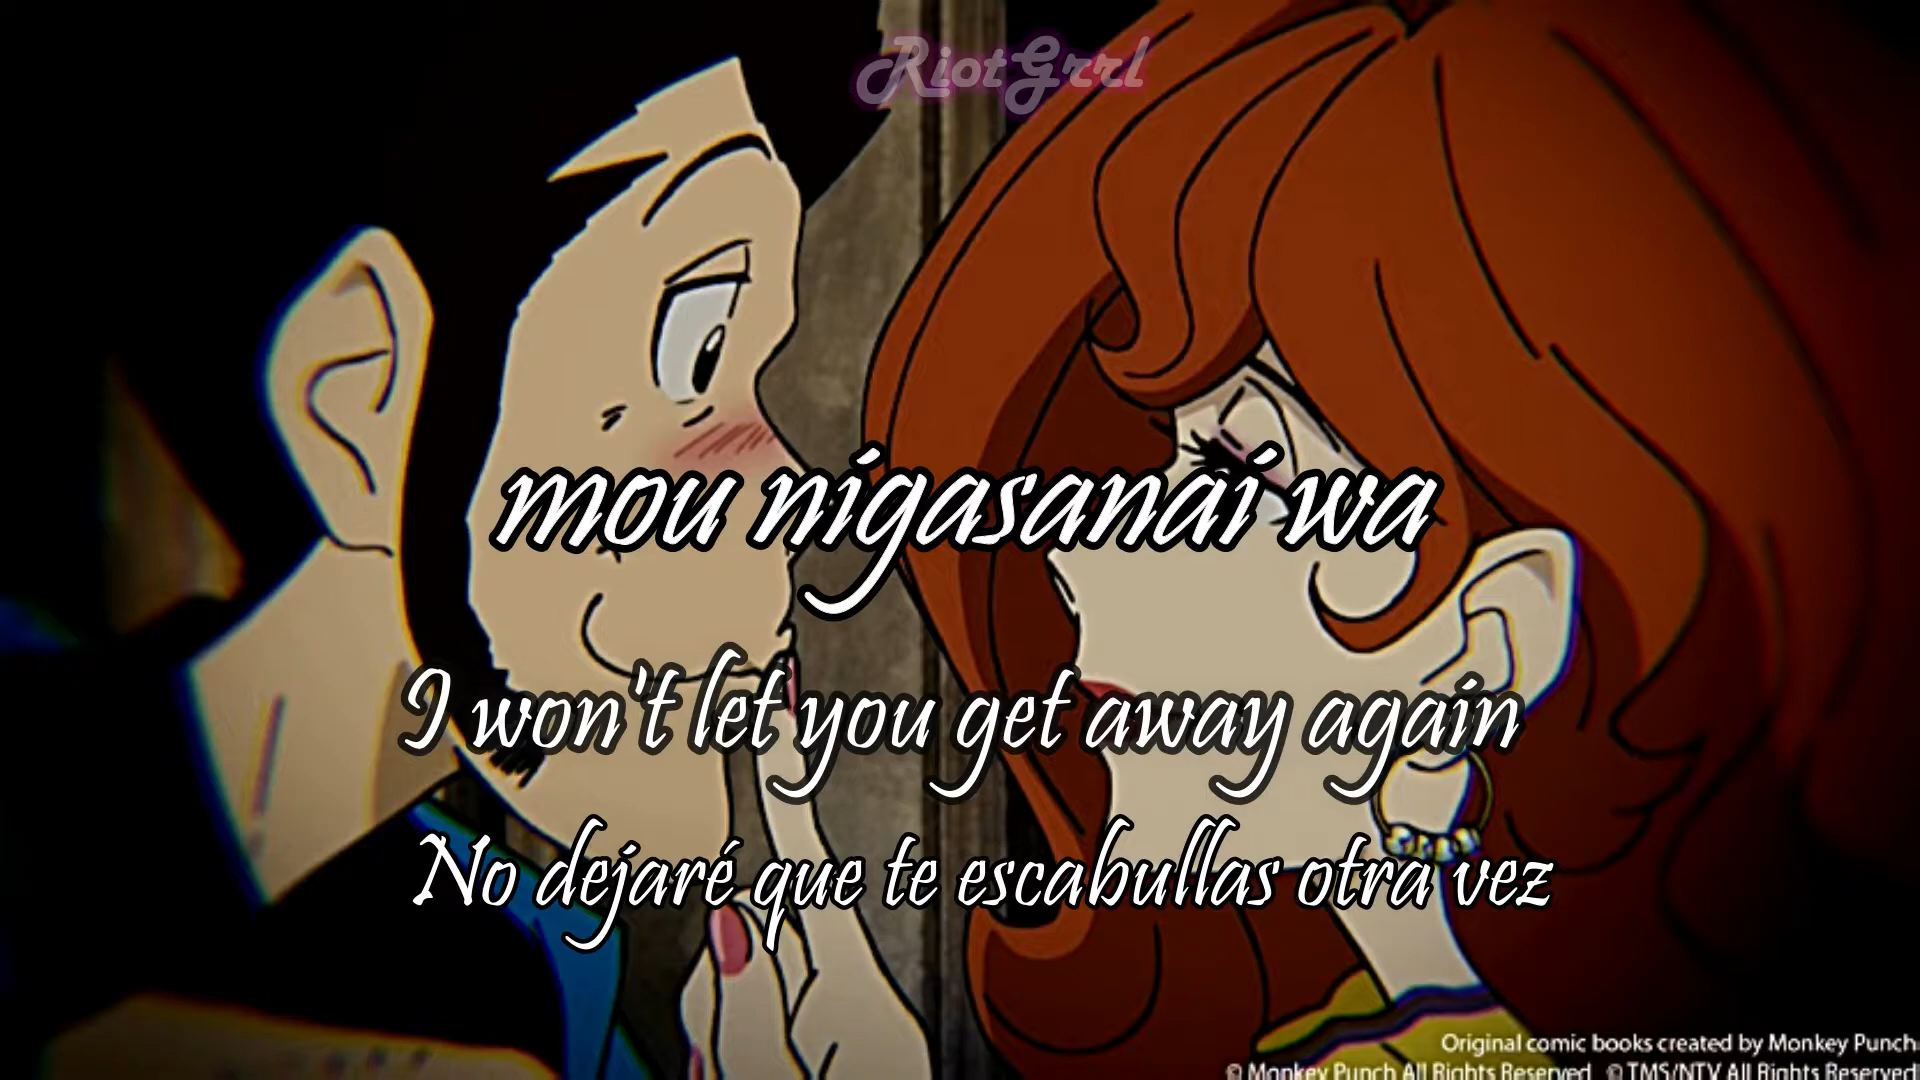 RiotGrrl
mou nigasanai wa
I won't let you get away again
No dejaré que te escabullas otra vez
Original comic books created by Monkey Punch
© Monkey Punch All Rights Reserved © TMS/NTV All Rights Reserved